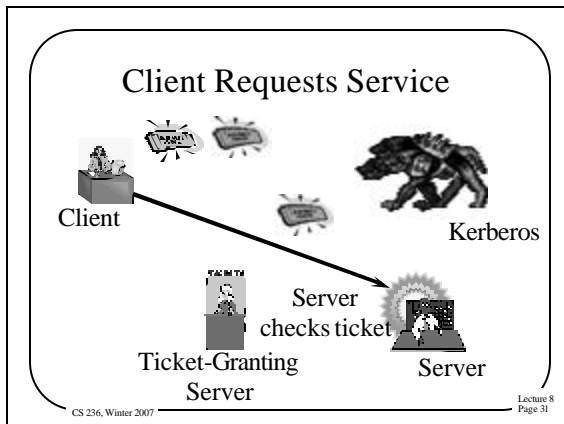 Client Requests Service
Client
Kerberos
Server
checks ticket
Ticket-Granting
Server
Server
CS 236, Winter 2007
Lecture 8
Page 31